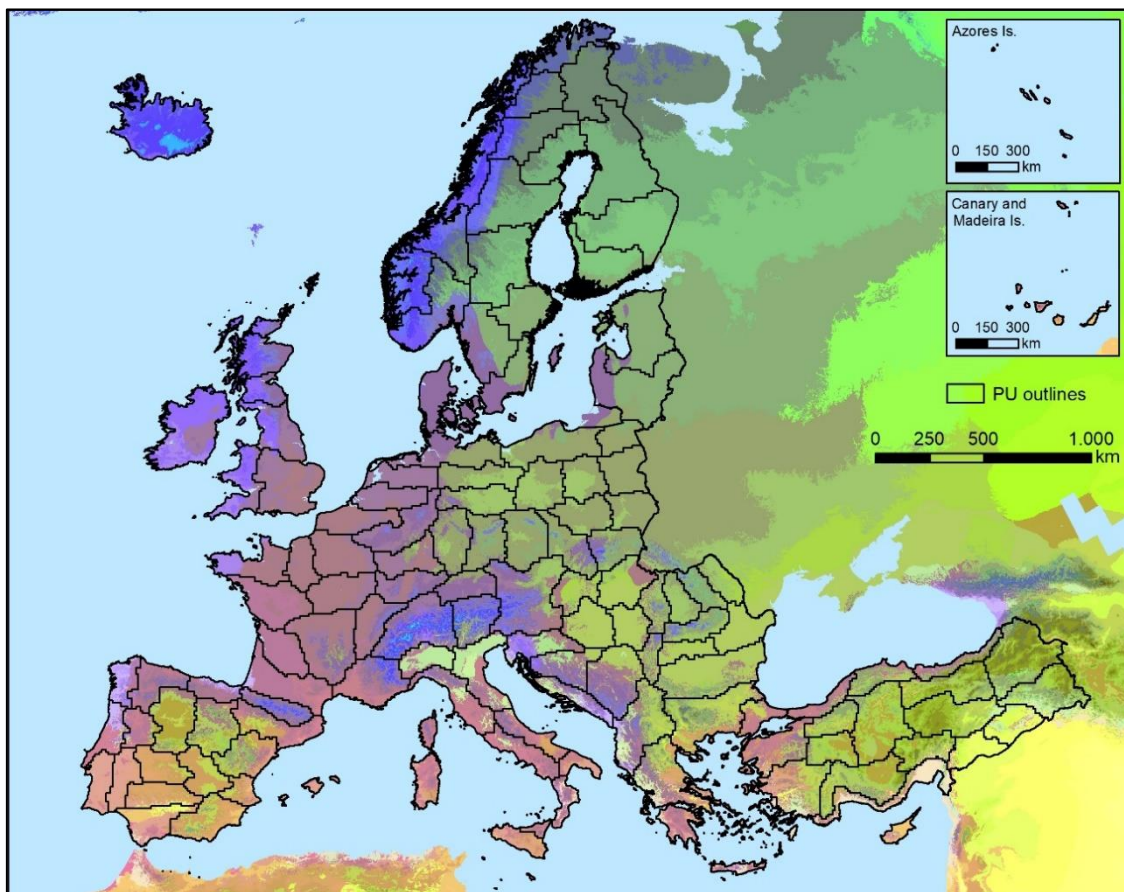 Azores Is.
0 150 300
km
Canary and
Madeira Is.
0 150 300
km
PU outlines
0 250 500 1.000
km